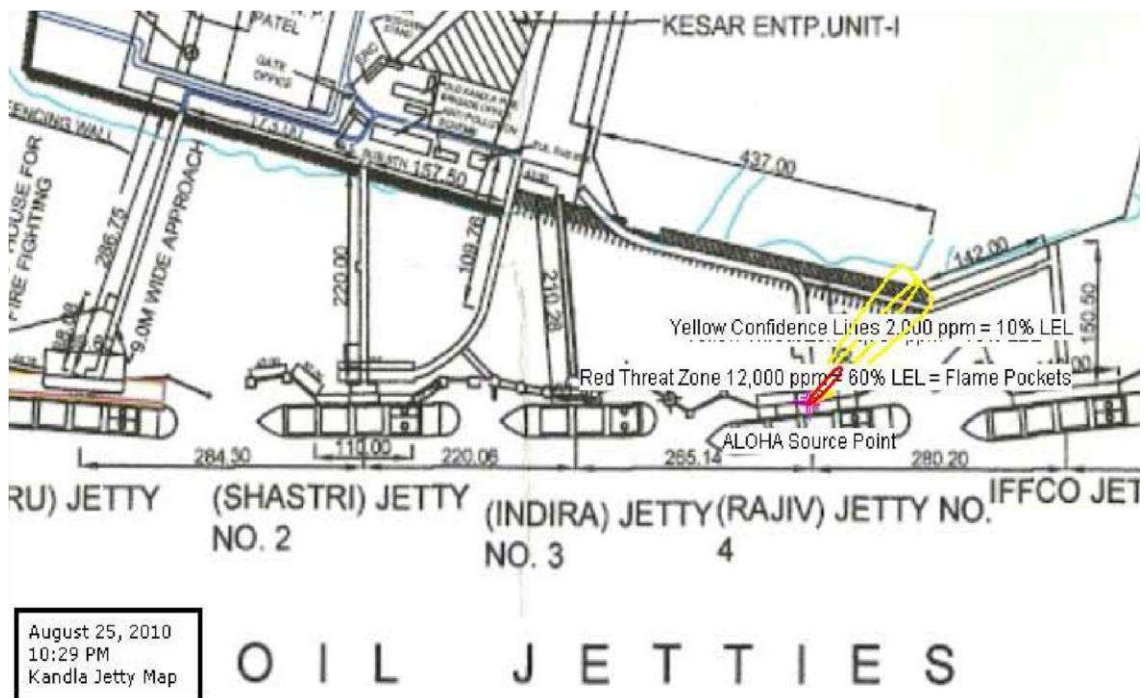 PATEL
KESAR ENTP.UNIT-I
GATE
OFFICE
FENCING WALL
HOUSE FOR
FIRE FIGHTING
286.75
9.0M WIDE APPROACH
157.50
220.00
109.76
210.26
437.00
142.00
150.50
Yellow Confidence Lines 2,000 ppm = 10% LEL
Red Threat Zone 12,000 ppm = 60% LEL = Flame Pockets
ALOHA Source Point
284.30
110.00
220.06
265.14
280.20
RU) JETTY
(SHASTRI) JETTY
NO. 2
(INDIRA) JETTY
NO. 3
(RAJIV) JETTY NO.
4
IFFCO JET
August 25, 2010
10:29 PM
Kandla Jetty Map
OIL JETTIES